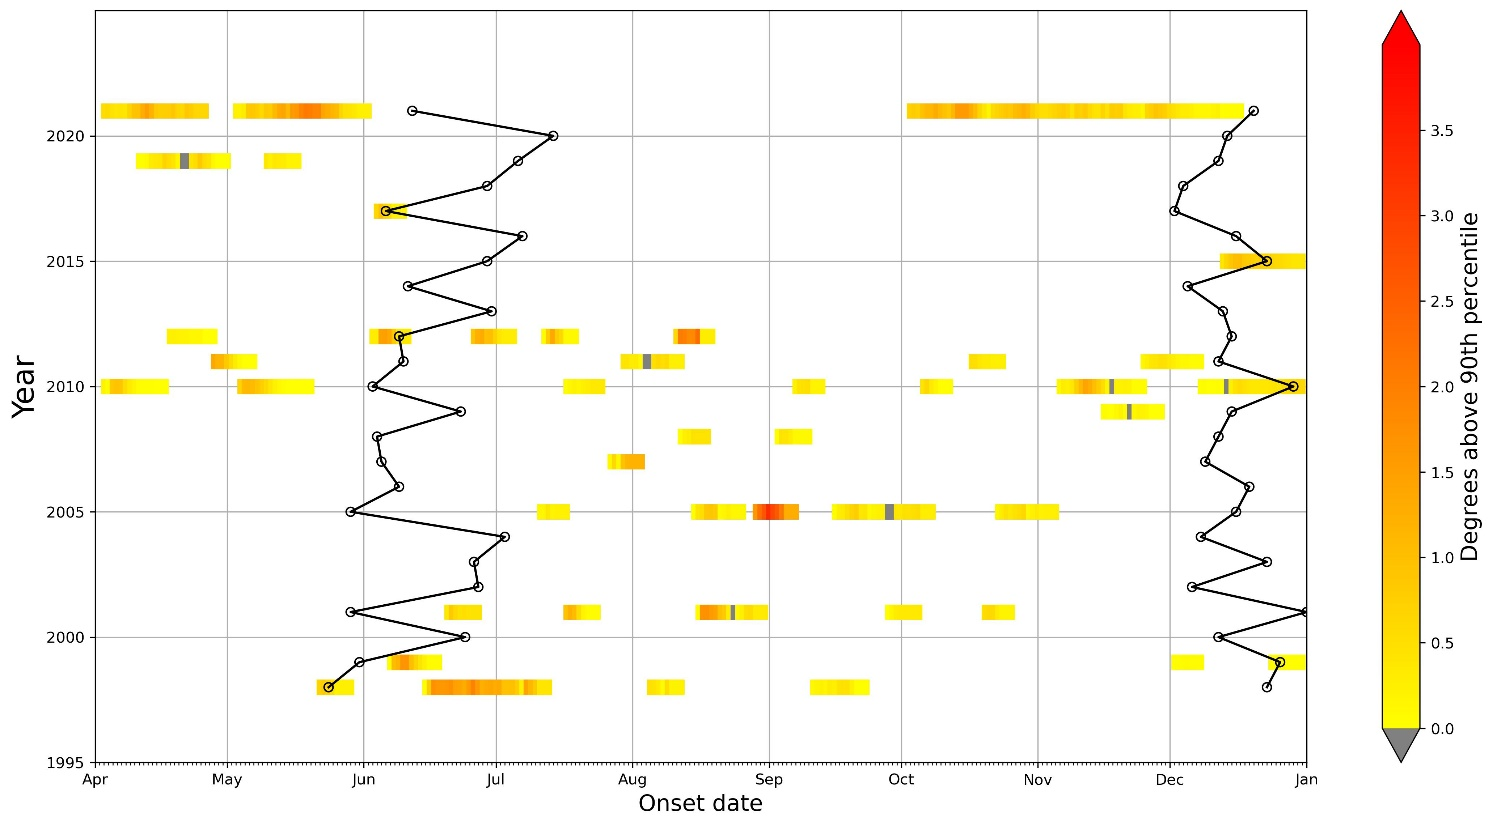 Year
2020
2015
2010
2005
2000
1995
Apr
May
Jun
Jul
Aug
Sep
Oct
Nov
Dec
Jan
Onset date
3.5
3.0
2.5
2.0
1.5
1.0
0.5
0.0
Degrees above 90th percentile